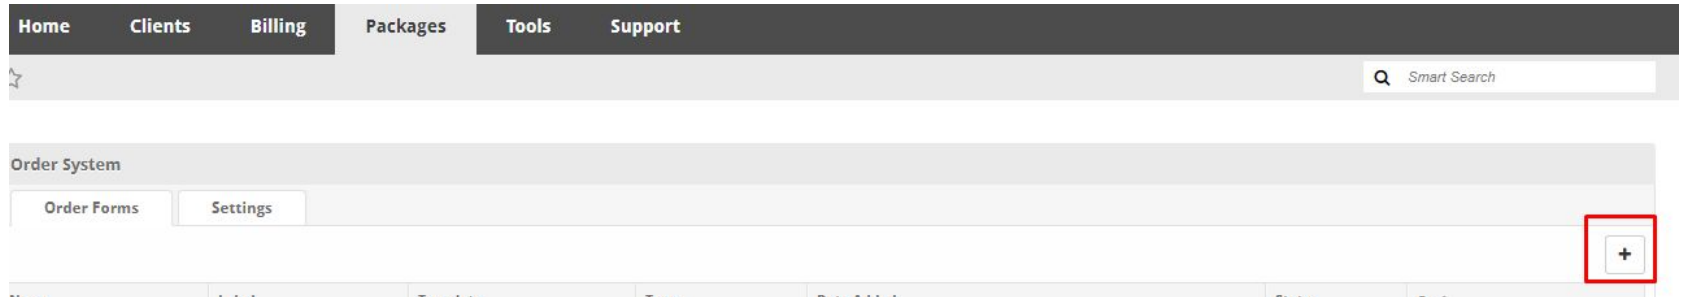 Home Clients Billing Packages Tools Support
Smart Search
Order System
Order Forms Settings
+